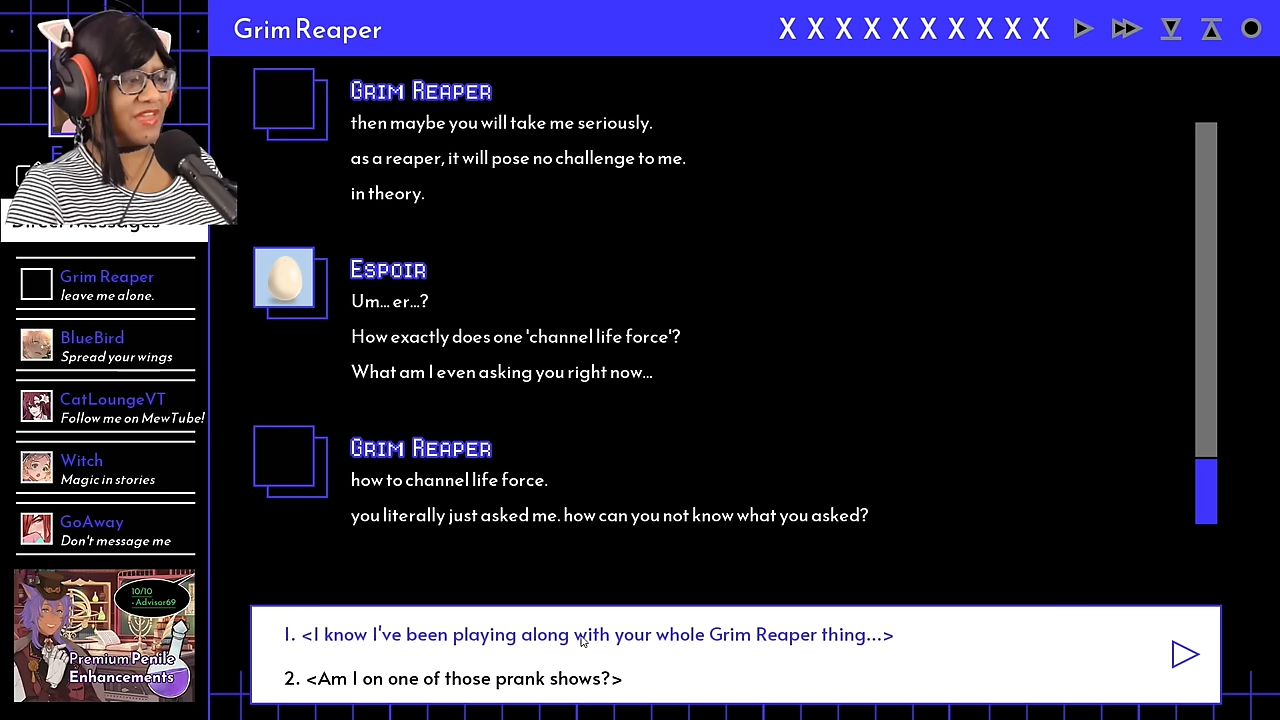 Grim Reaper
X X X X X X X X X X
Grim Reaper
then maybe you will take me seriously.
as a reaper, it will pose no challenge to me.
in theory.
Espoir
Um... er...?
How exactly does one 'channel life force'?
What am I even asking you right now...
Grim Reaper
how to channel life force.
you literally just asked me. how can you not know what you asked?
1. <I know I've been playing along with your whole Grim Reaper thing...>
2. <Am I on one of those prank shows?>
Direct Messages
Grim Reaper
leave me alone.
BlueBird
Spread your wings
CatLoungeVT
Follow me on MewTube!
Witch
Magic in stories
GoAway
Don't message me
10/10
-Advisor69
Premium Penile
Enhancements